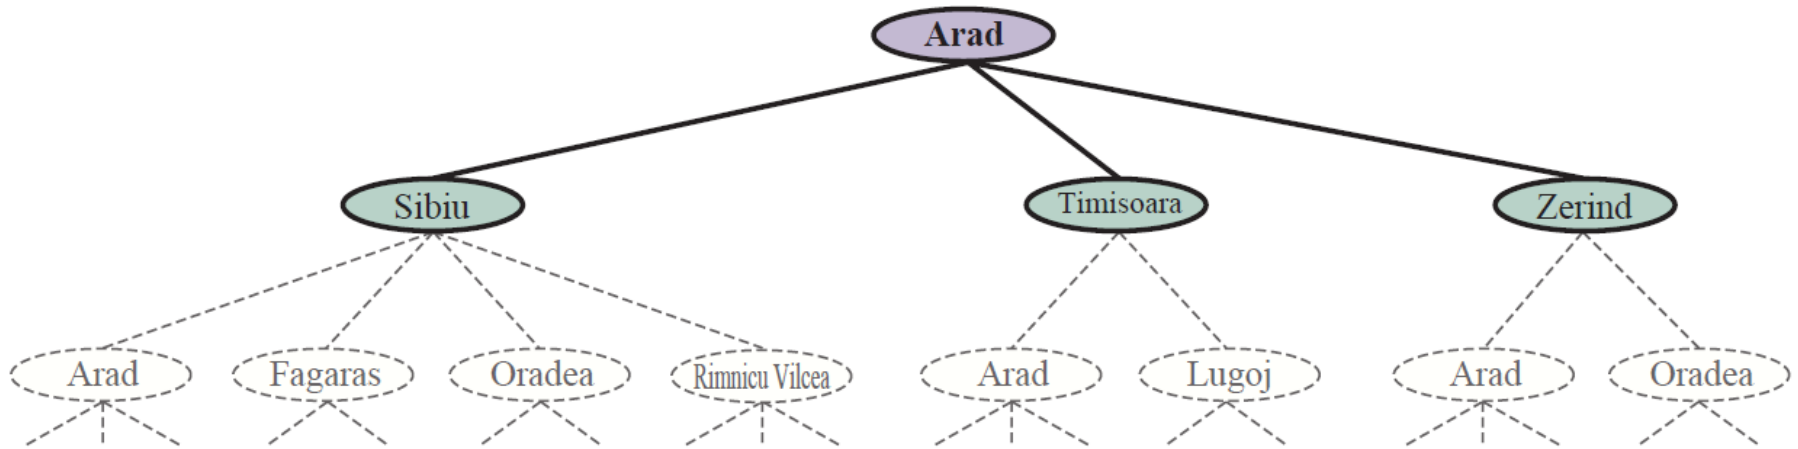 Arad
Sibiu
Timisoara
Zerind
Arad
Fagaras
Oradea
Rimnicu Vilcea
Arad
Lugoj
Arad
Oradea